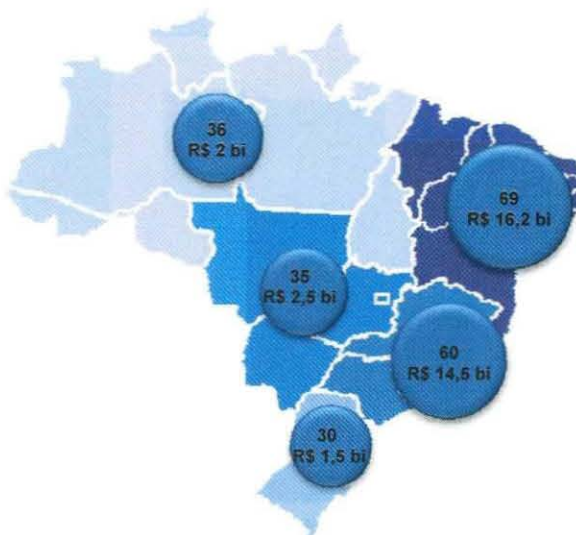 36
R$ 2 bi
69
R$ 16,2 bi
35
R$ 2,5 bi
60
R$ 14,5 bi
30
R$ 1,5 bi